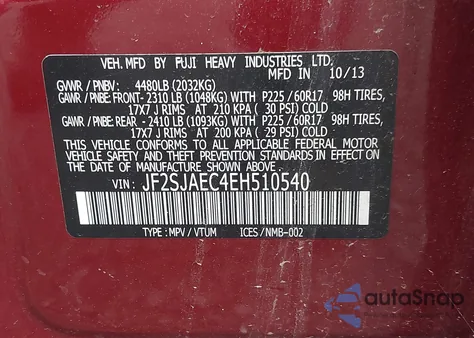 VEH. MFD BY FUJI HEAVY INDUSTRIES LTD.
MFD IN 10/13
GVWR / PNBV: 4480LB (2032KG)
GAWR / PNBE: FRONT- 2310 LB (1048KG) WITH P225 / 60R17 98H TIRES,
17X7 J RIMS AT 210 KPA ( 30 PSI) COLD
GAWR / PNBE: REAR - 2410 LB (1093KG) WITH P225 / 60R17 98H TIRES,
17X7 J RIMS AT 200 KPA ( 29 PSI) COLD
THIS VEHICLE CONFORMS TO ALL APPLICABLE FEDERAL MOTOR
VEHICLE SAFETY AND THEFT PREVENTION STANDARDS IN EFFECT ON
THE DATE OF MANUFACTURE SHOWN ABOVE.
VIN: JF2SJAEC4EH510540
TYPE: MPV / VTUM ICES / NMB-002
autoSnap
Driven by Data